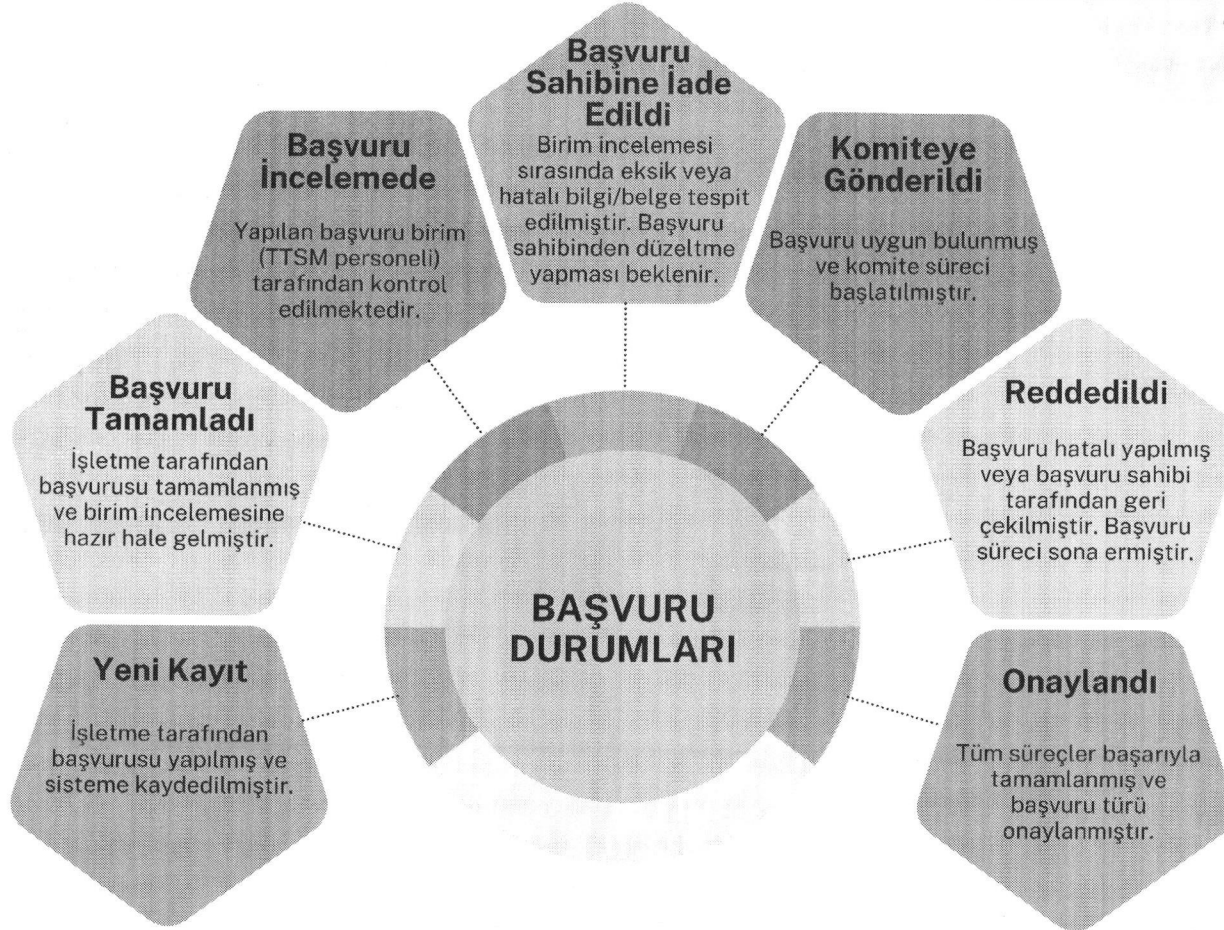 Yeni Kayıt
İşletme tarafından
başvurusu yapılmış ve
sisteme kaydedilmiştir.
Başvuru
Tamamladı
İşletme tarafından
başvurusu tamamlanmış
ve birim incelemesine
hazır hale gelmiştir.
Başvuru
İncelemede
Yapılan başvuru birim
(TTSM personeli)
tarafından kontrol
edilmektedir.
Başvuru
Sahibine İade
Edildi
Birim incelemesi
sırasında eksik veya
hatalı bilgi/belge tespit
edilmiştir. Başvuru
sahibinden düzeltme
yapması beklenir.
Komiteye
Gönderildi
Başvuru uygun bulunmuş
ve komite süreci
başlatılmıştır.
Reddedildi
Başvuru hatalı yapılmış
veya başvuru sahibi
tarafından geri
çekilmiştir. Başvuru
süreci sona ermiştir.
Onaylandı
Tüm süreçler başarıyla
tamamlanmış ve
başvuru türü
onaylanmıştır.
BAŞVURU
DURUMLARI